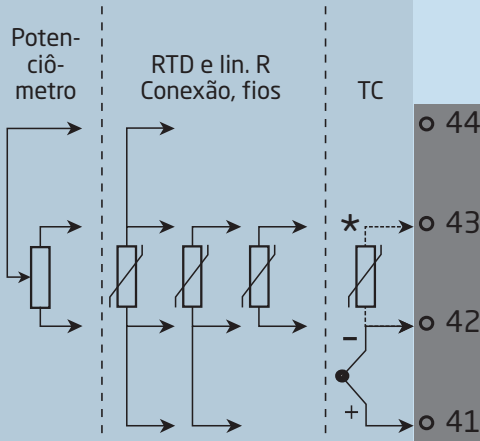 Poten-
ciô-
metro
RTD e lin. R
Conexão, fios
TC
44
*
43
42
-
+
41